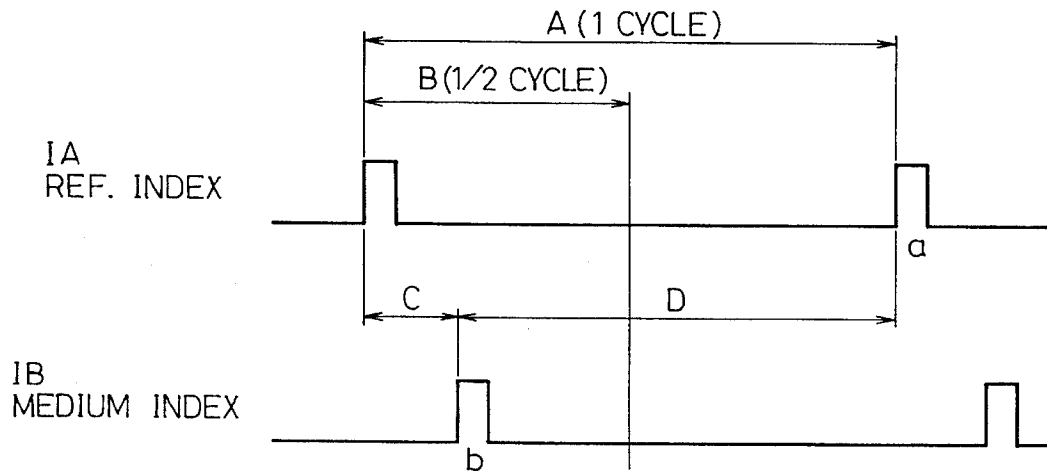 A (1 CYCLE)
B (1/2 CYCLE)
IA
REF. INDEX
a
C
D
IB
MEDIUM INDEX
b